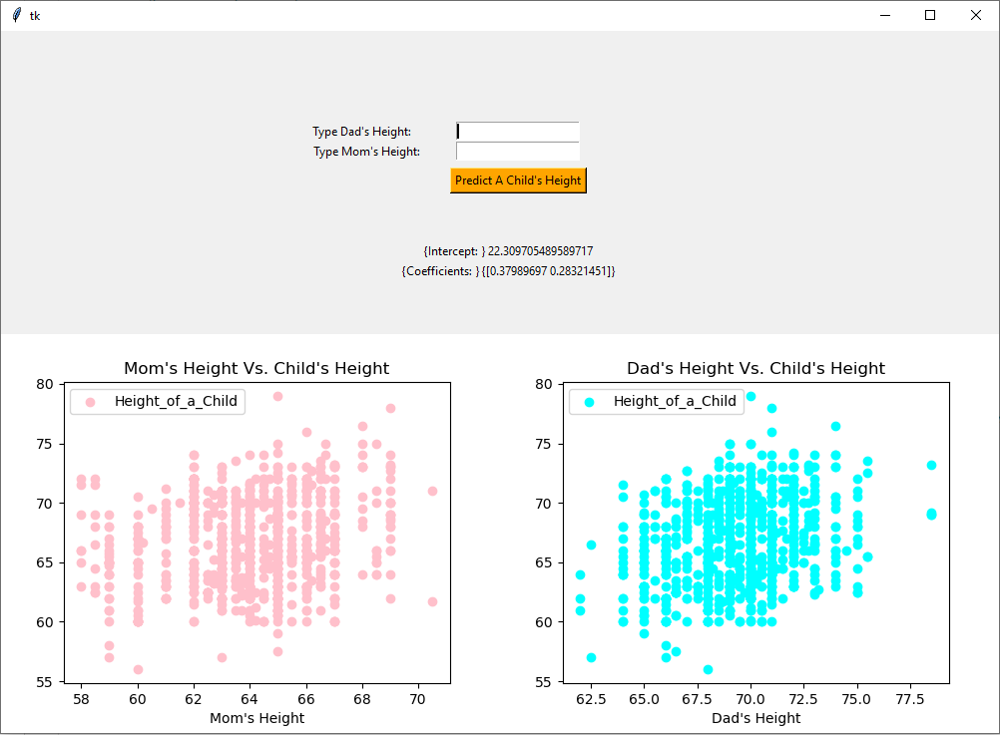 tk
Type Dad's Height:
Type Mom's Height:
Predict A Child's Height
{Intercept: } 22.309705489589717
{Coefficients: } {[[0.37989697 0.28321451]]}
Mom's Height Vs. Child's Height
Height_of_a_Child
80
75
70
65
60
55
58 60 62 64 66 68 70
Mom's Height
Dad's Height Vs. Child's Height
Height_of_a_Child
80
75
70
65
60
55
62.5 65.0 67.5 70.0 72.5 75.0 77.5
Dad's Height